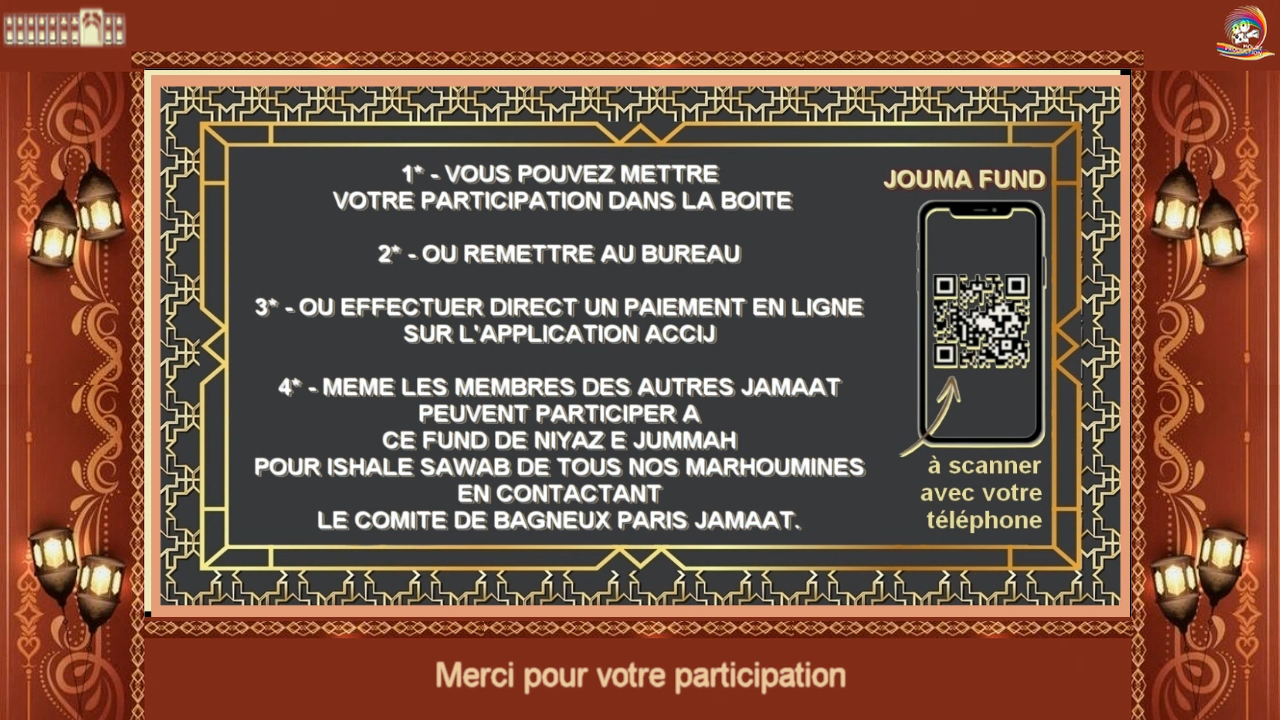 1* - VOUS POUVEZ METTRE
VOTRE PARTICIPATION DANS LA BOITE
2* - OU REMETTRE AU BUREAU
3* - OU EFFECTUER DIRECT UN PAIEMENT EN LIGNE
SUR L'APPLICATION ACCIJ
4* - MEME LES MEMBRES DES AUTRES JAMAAT
PEUVENT PARTICIPER A
CE FUND DE NIYAZ E JUMMAH
POUR ISHALE SAWAB DE TOUS NOS MARHOUMINES
EN CONTACTANT
LE COMITE DE BAGNEUX PARIS JAMAAT.
JOUMA FUND
à scanner
avec votre
téléphone
Merci pour votre participation